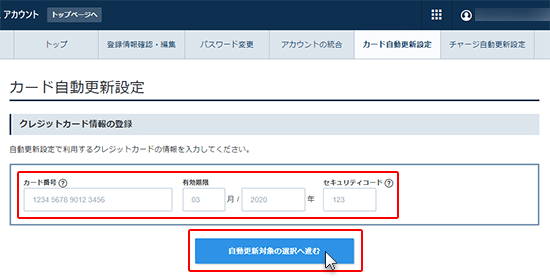 アカウント トップページへ
トップ 登録情報確認・編集 パスワード変更 アカウントの統合 カード自動更新設定 チャージ自動更新設定
カード自動更新設定
クレジットカード情報の登録
自動更新設定で利用するクレジットカードの情報を入力してください。
カード番号 ? 有効期限 セキュリティコード ?
1234 5678 9012 3456 03 月 / 2020 年 123
自動更新対象の選択へ進む